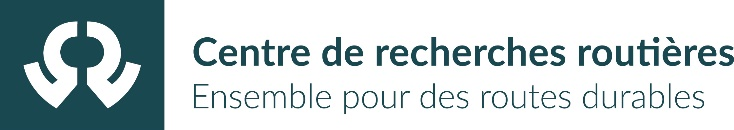 Centre de recherches routières
Ensemble pour des routes durables